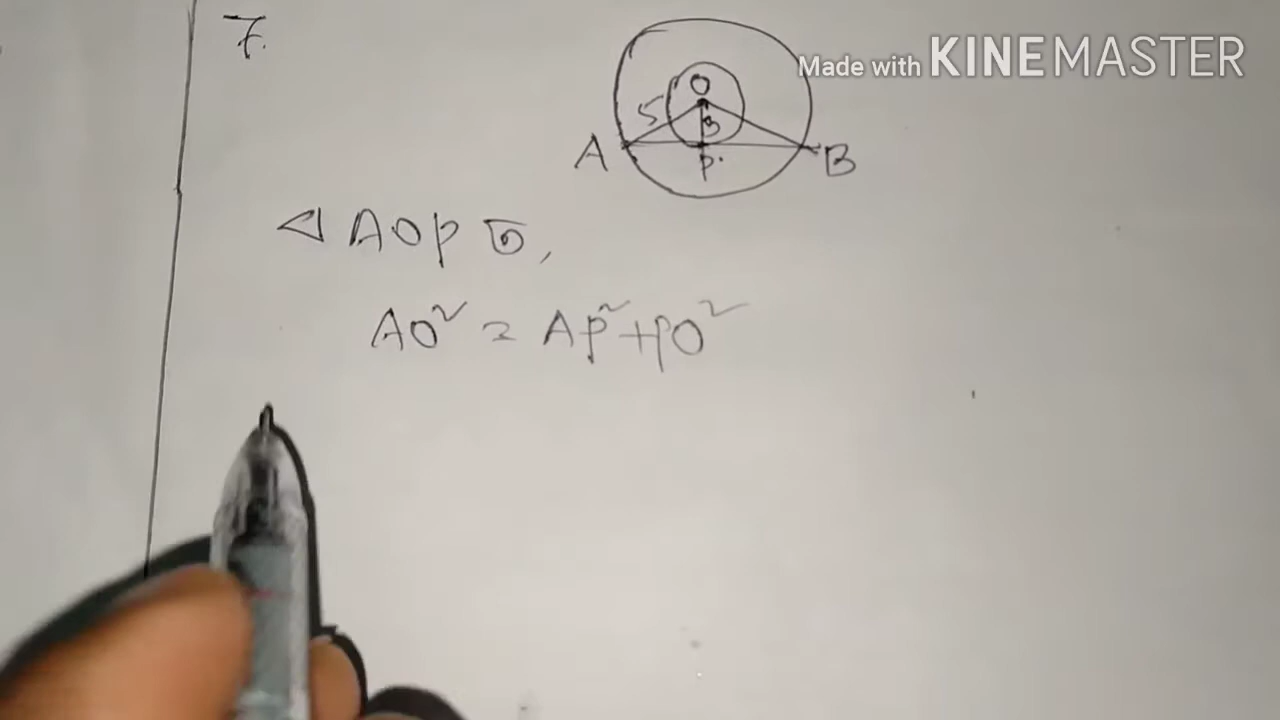 7.
Made with KINEMASTER
O
5
3
A
P.
B
◁ AOP ত,
AO² = AP² + PO²